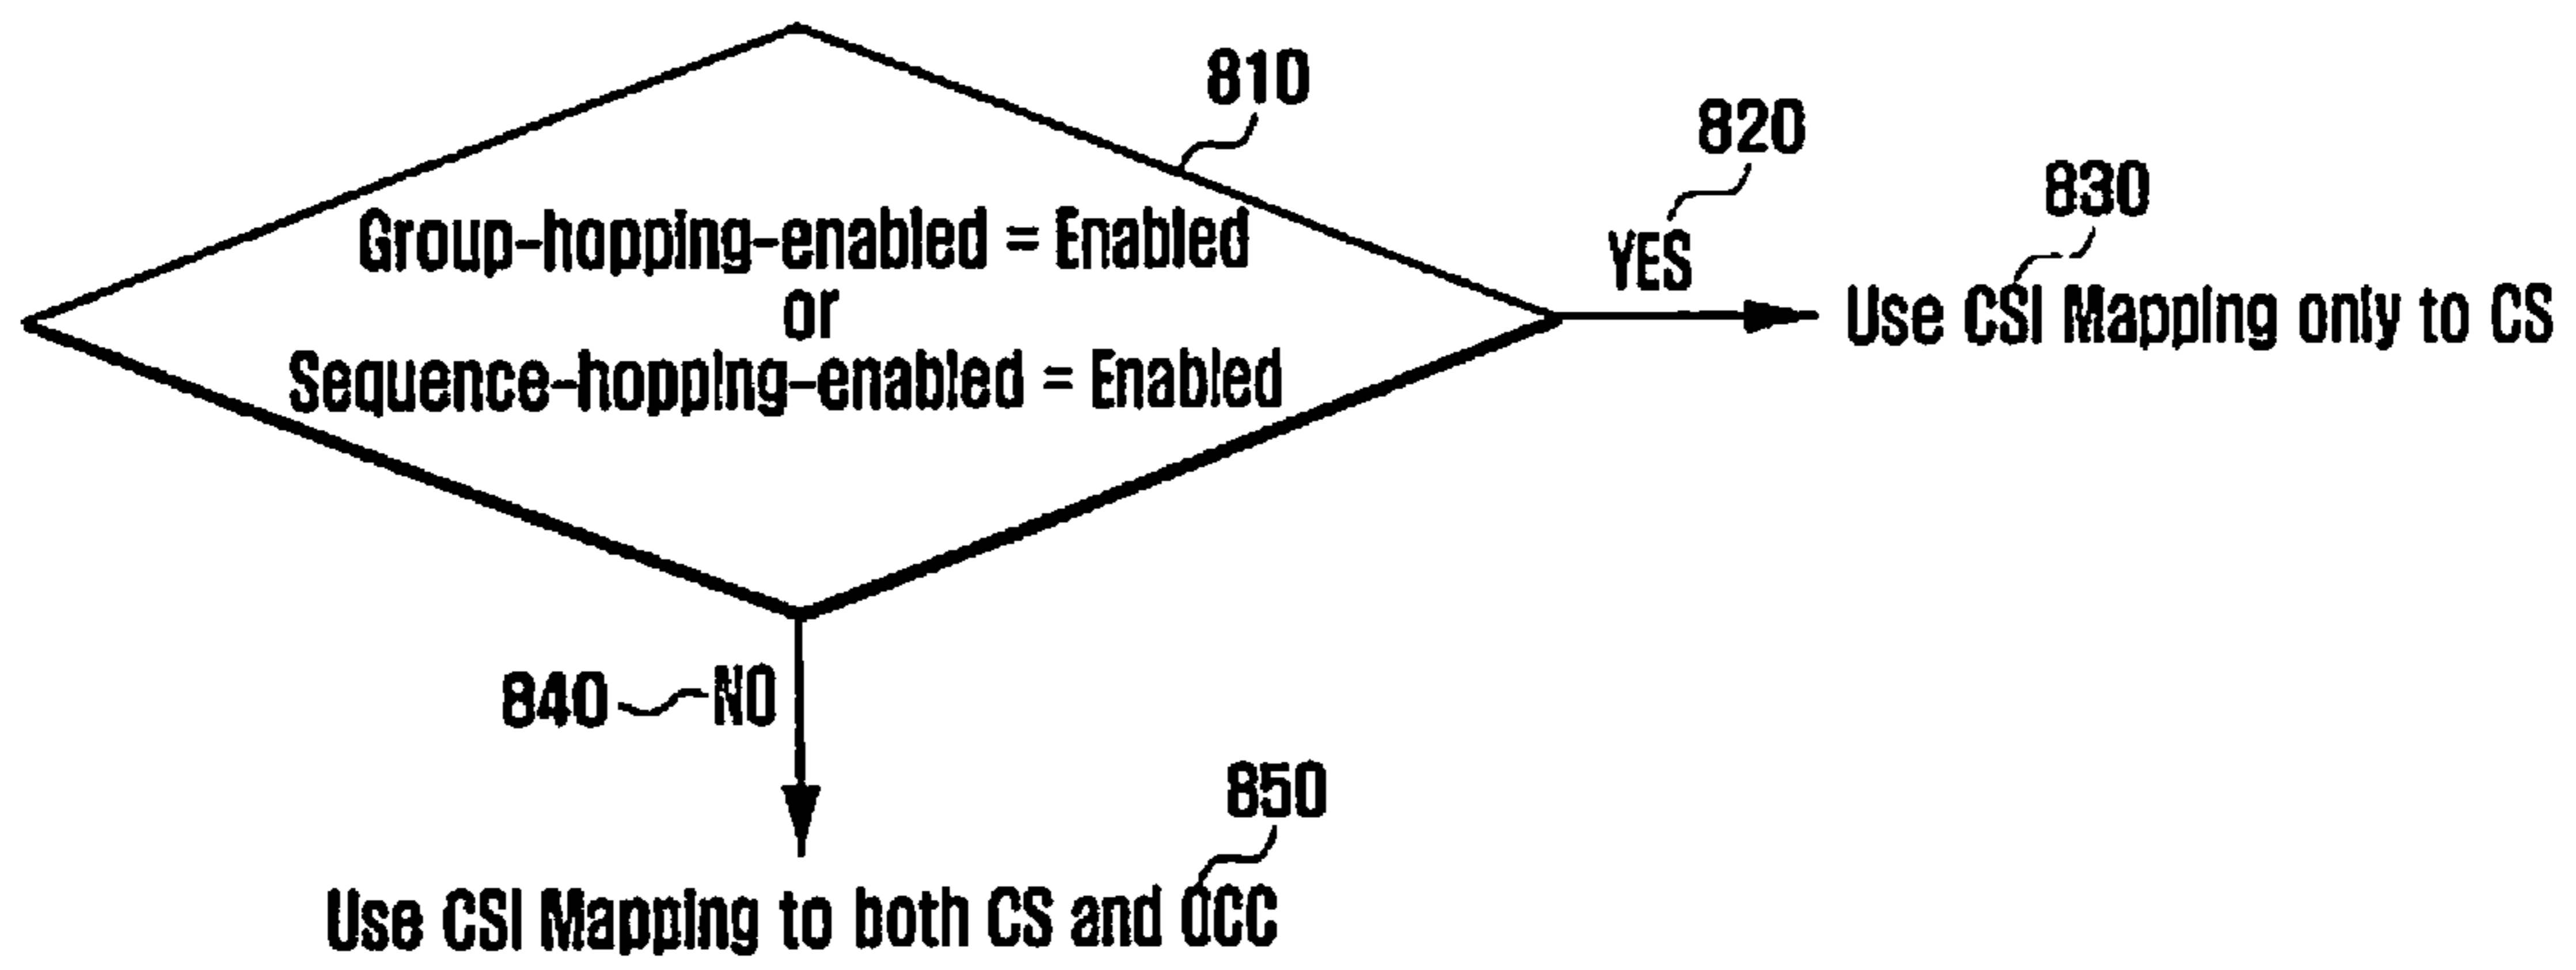 810
820
830
Group-hopping-enabled = Enabled
or
Sequence-hopping-enabled = Enabled
YES
Use CSI Mapping only to CS
840
NO
850
Use CSI Mapping to both CS and OCC